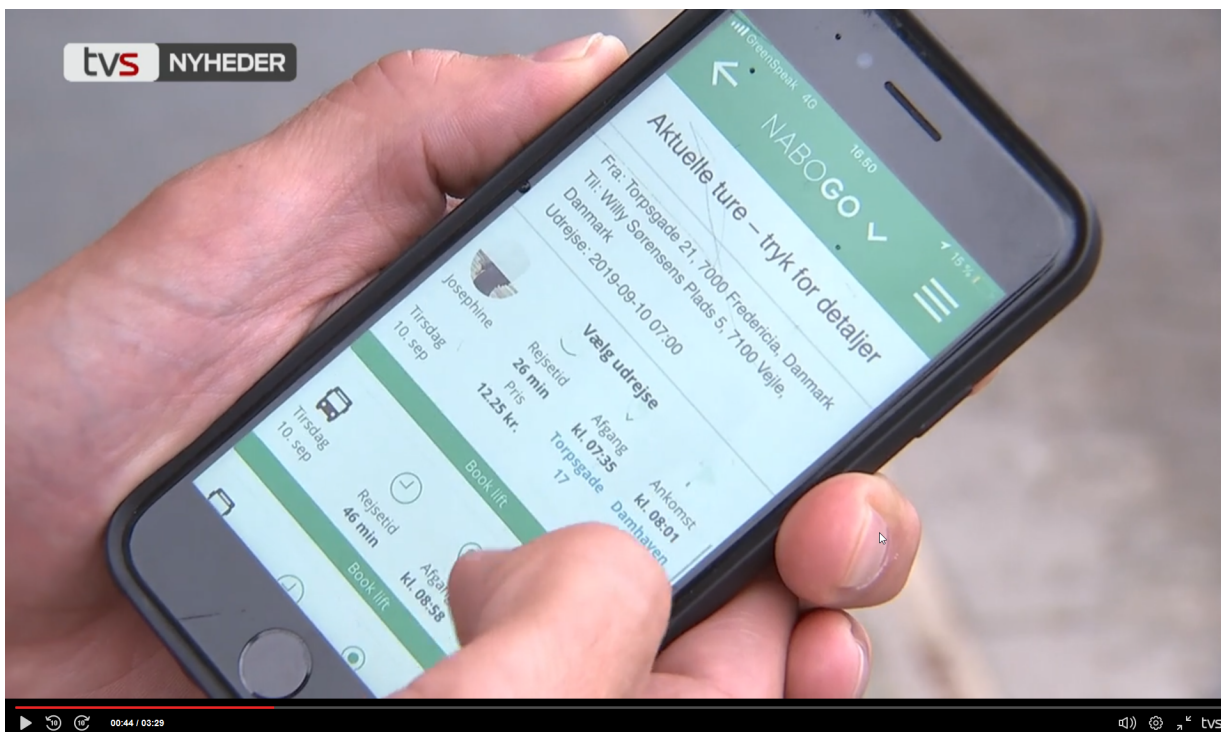 tvs NYHEDER
GreenSpeak 4G 16.50 15 %
NABOGO
Aktuelle ture – tryk for detaljer
Fra: Torpsgade 21, 7000 Fredericia, Danmark
Til: Willy Sørensens Plads 5, 7100 Vejle,
Danmark
Udrejse: 2019-09-10 07:00
Vælg udrejse
Josephine
Tirsdag
10. sep
Rejsetid
26 min
Pris
12.25 kr.
Afgang
kl. 07:35
Torpsgade
17
Ankomst
kl. 08:01
Damhaven
Book lift
Tirsdag
10. sep
Rejsetid
46 min
Afgang
kl. 08:58
Book lift
00:44 / 03:29
tvs